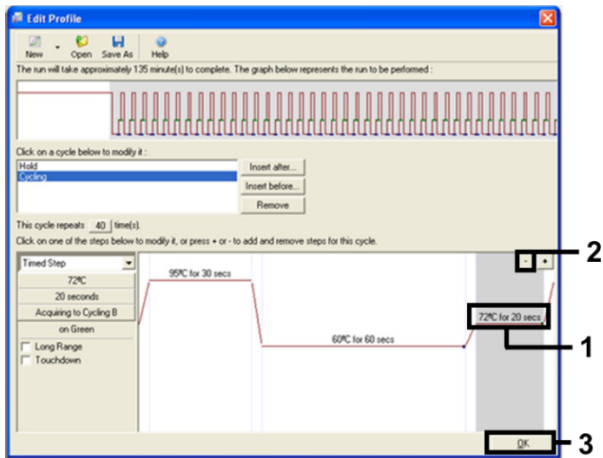 Edit Profile
New Open Save As Help
The run will take approximately 135 minute(s) to complete. The graph below represents the run to be performed :
Click on a cycle below to modify it :
Hold
Cycling
Insert after...
Insert before...
Remove
This cycle repeats 40 time(s).
Click on one of the steps below to modify it, or press + or - to add and remove steps for this cycle.
Timed Step
72ºC
20 seconds
Acquiring to Cycling B
on Green
Long Range
Touchdown
95ºC for 30 secs
60ºC for 60 secs
72ºC for 20 secs
- +
OK
2
1
3